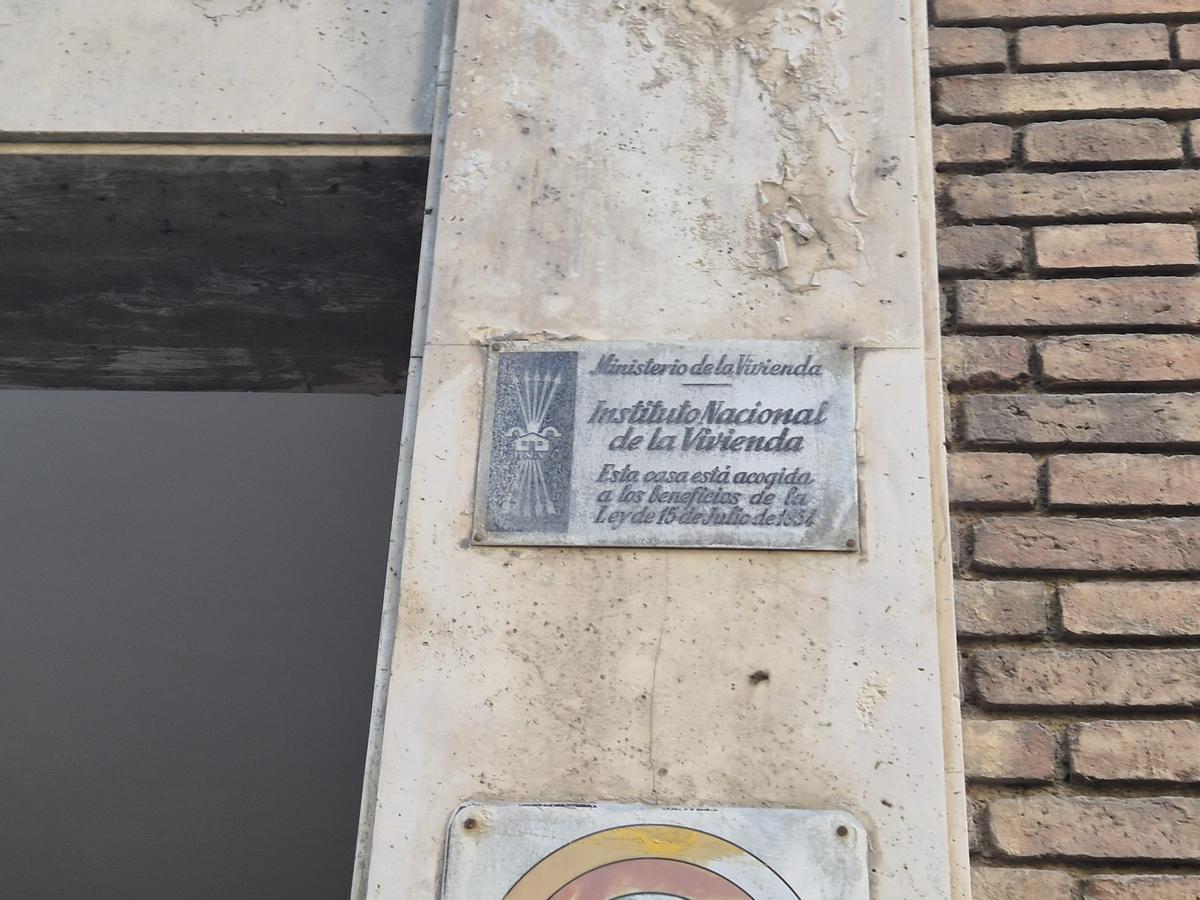 Ministerio de la Vivienda
Instituto Nacional
de la Vivienda
Esta casa está acogida
a los beneficios de la
Ley de 15 de Julio de 1954